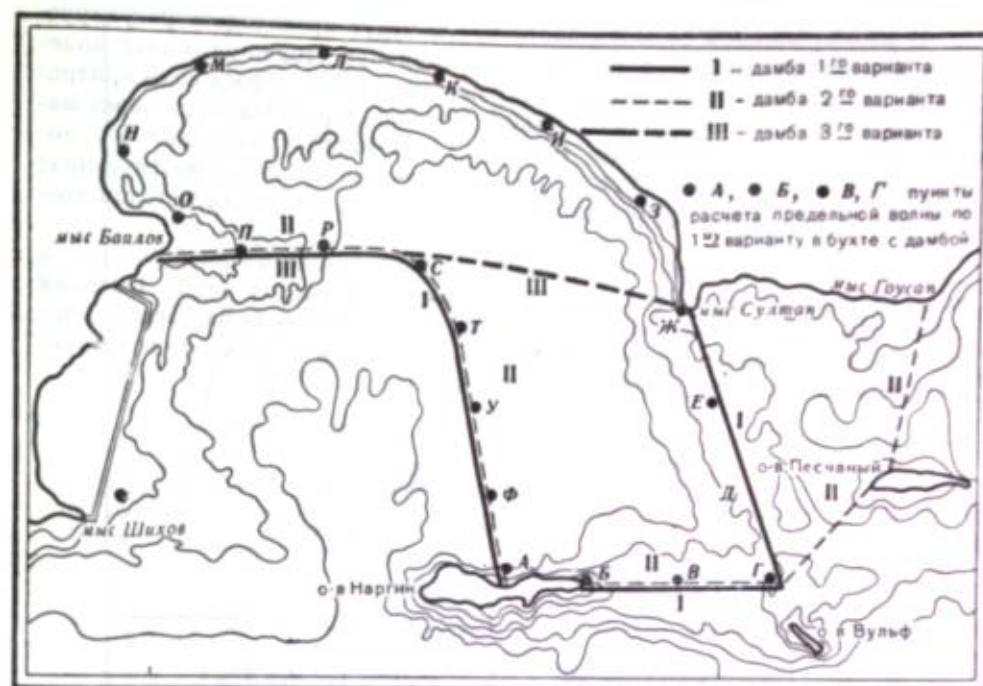 I - дамба 1го варианта
II - дамба 2го варианта
III - дамба 3го варианта
А, Б, В, Г пункты
расчета предельной волны по
1му варианту в бухте с дамбой
Л
М
К
И
Н
З
О
П
II
Р
мыс Баилов
III
С
I
III
мыс Гоусан
мыс Султан
Ж
Т
II
II
У
Е
I
о-в Песчаный
Ф
Д
II
мыс Шихов
А
II
Б
В
Г
о-в Наргин
I
о-в Вульф